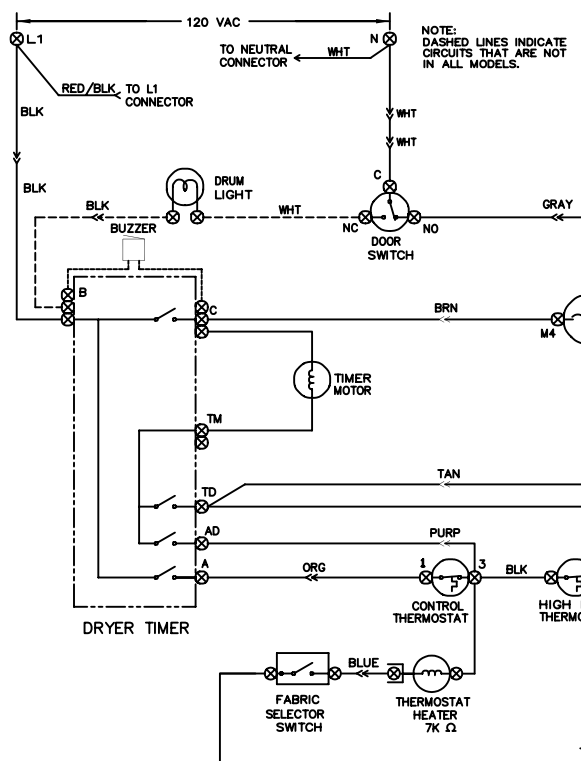 120 VAC
L1
N
NOTE:
DASHED LINES INDICATE
CIRCUITS THAT ARE NOT
IN ALL MODELS.
TO NEUTRAL
CONNECTOR
WHT
RED/BLK
TO L1
CONNECTOR
BLK
WHT
WHT
BLK
C
DRUM
LIGHT
BLK
WHT
NC
NO
GRAY
DOOR
SWITCH
BUZZER
B
C
BRN
M4
TIMER
MOTOR
TM
TAN
TD
AD
PURP
A
ORG
1
3
BLK
CONTROL
THERMOSTAT
HIGH
THERMO
DRYER TIMER
BLUE
FABRIC
SELECTOR
SWITCH
THERMOSTAT
HEATER
7K Ω